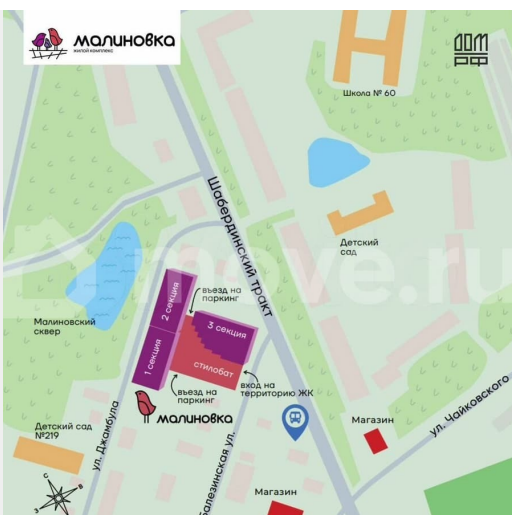 малиновка
жилой комплекс
ДОМ
РФ
Школа № 60
Шабердинский тракт
Детский
сад
move.ru
въезд на
паркинг
2 секция
3 секция
Малиновский
сквер
1 секция
стилобат
въезд на
паркинг
вход на
территорию ЖК
малиновка
ул. Чайковского
Магазин
Детский сад
№219
ул. Джамбула
балезинская ул.
Магазин
С
В
З